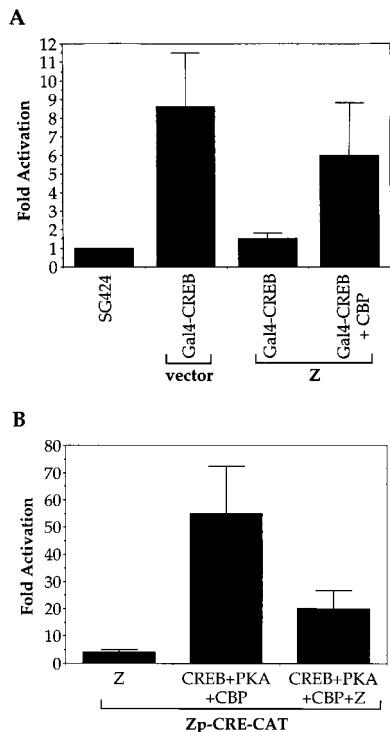 A
Fold Activation
12
11
10
9
8
7
6
5
4
3
2
1
0
SG424
Gal4-CREB
Gal4-CREB
Gal4-CREB
+ CBP
vector
Z
B
Fold Activation
80
70
60
50
40
30
20
10
0
Z
CREB+PKA
+CBP
CREB+PKA
+CBP+Z
Zp-CRE-CAT